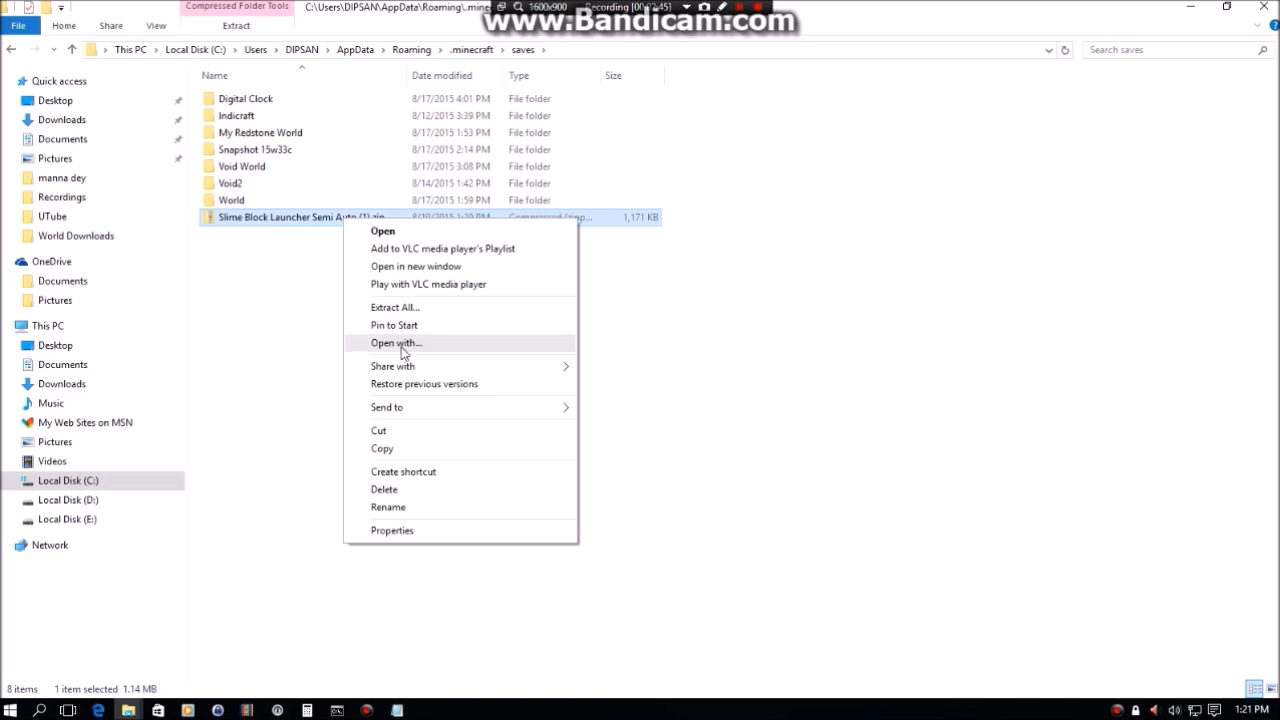 Compressed Folder Tools
C:\Users\DIPSAN\AppData\Roaming\.mine
1600x900
Recording
www.Bandicam.com
File
Home
Share
View
Extract
This PC
Local Disk (C:)
Users
DIPSAN
AppData
Roaming
.minecraft
saves
Search saves
Name
Date modified
Type
Size
Quick access
Desktop
Downloads
Documents
Pictures
manna dey
Recordings
UTube
World Downloads
OneDrive
Documents
Pictures
This PC
Desktop
Documents
Downloads
Music
My Web Sites on MSN
Pictures
Videos
Local Disk (C:)
Local Disk (D:)
Local Disk (E:)
Network
Digital Clock 8/17/2015 4:01 PM File folder
Indicraft 8/12/2015 3:39 PM File folder
My Redstone World 8/17/2015 1:53 PM File folder
Snapshot 15w33c 8/17/2015 2:14 PM File folder
Void World 8/17/2015 3:08 PM File folder
Void2 8/14/2015 1:42 PM File folder
World 8/17/2015 1:59 PM File folder
Slime Block Launcher Semi Auto (1).zip 8/19/2015 1:20 PM Compressed (zipp... 1,171 KB
Open
Add to VLC media player's Playlist
Open in new window
Play with VLC media player
Extract All...
Pin to Start
Open with...
Share with
Restore previous versions
Send to
Cut
Copy
Create shortcut
Delete
Rename
Properties
8 items 1 item selected 1.14 MB
1:21 PM